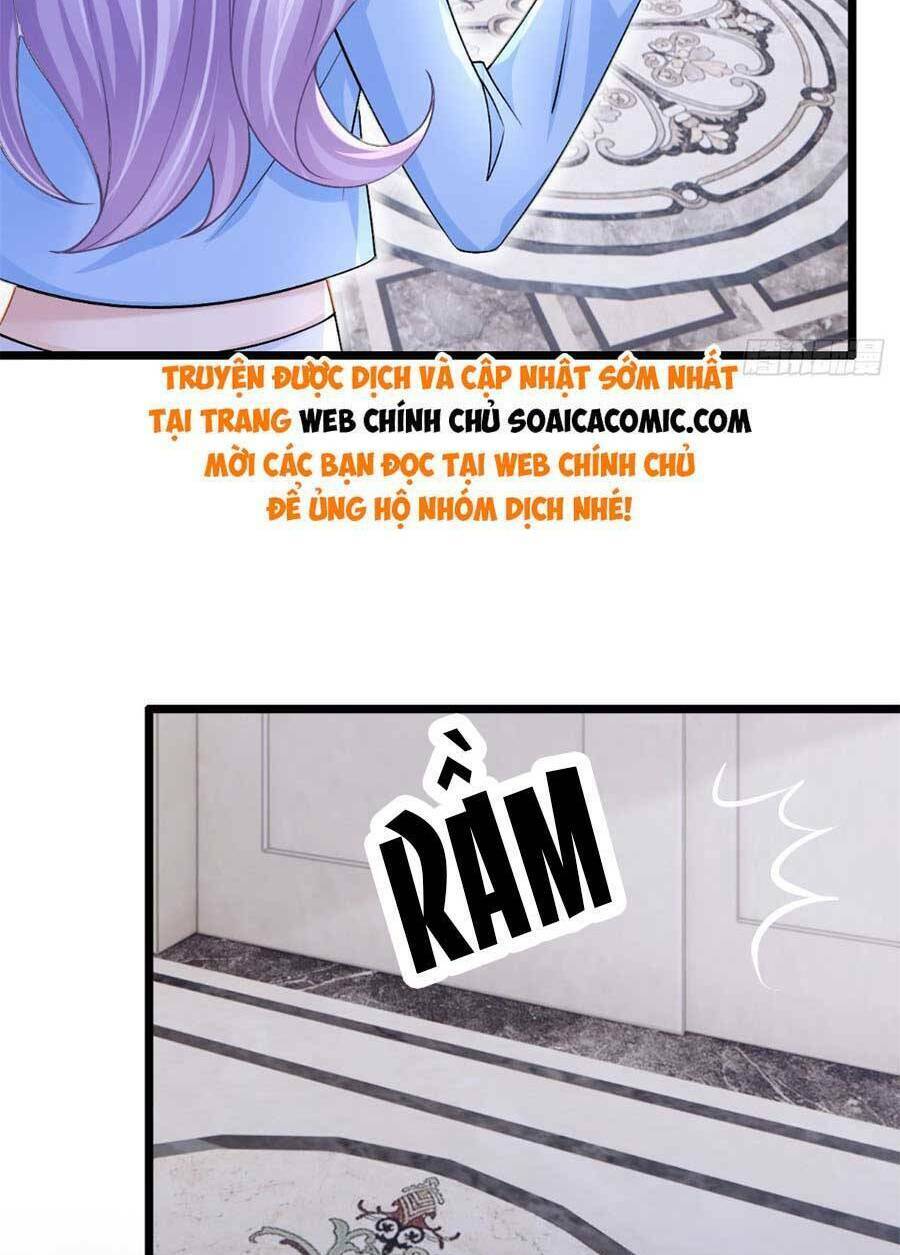 TRUYỆN ĐƯỢC DỊCH VÀ CẬP NHẬT SỚM NHẤT
TẠI TRANG WEB CHÍNH CHỦ SOAICACOMIC.COM
MỜI CÁC BẠN ĐỌC TẠI WEB CHÍNH CHỦ
ĐỂ ỦNG HỘ NHÓM DỊCH NHÉ!
RẦM